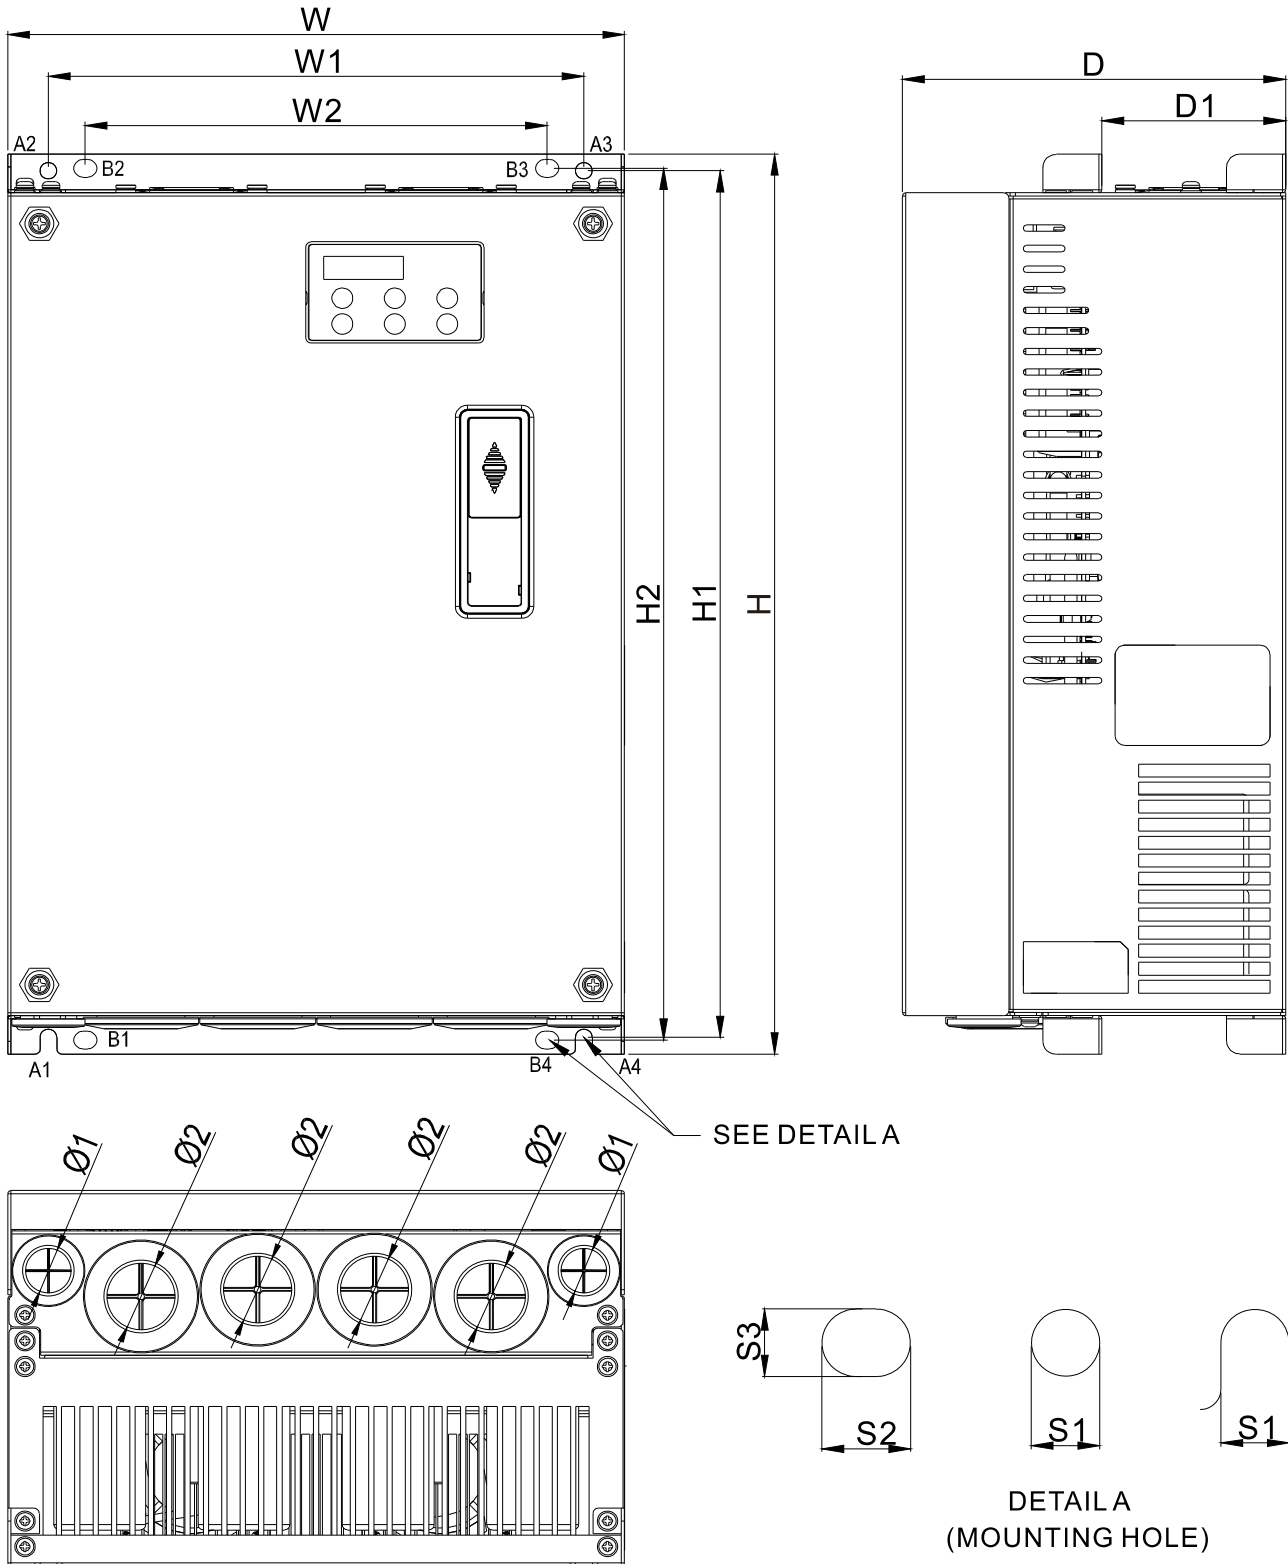 W
W1
W2
A2
A3
B2
B3
D
D1
H2
H1
H
B1
B4
A1
A4
SEE DETAIL A
Ø1
Ø2
Ø2
Ø2
Ø2
Ø1
S3
S2
S1
S1
DETAIL A
(MOUNTING HOLE)